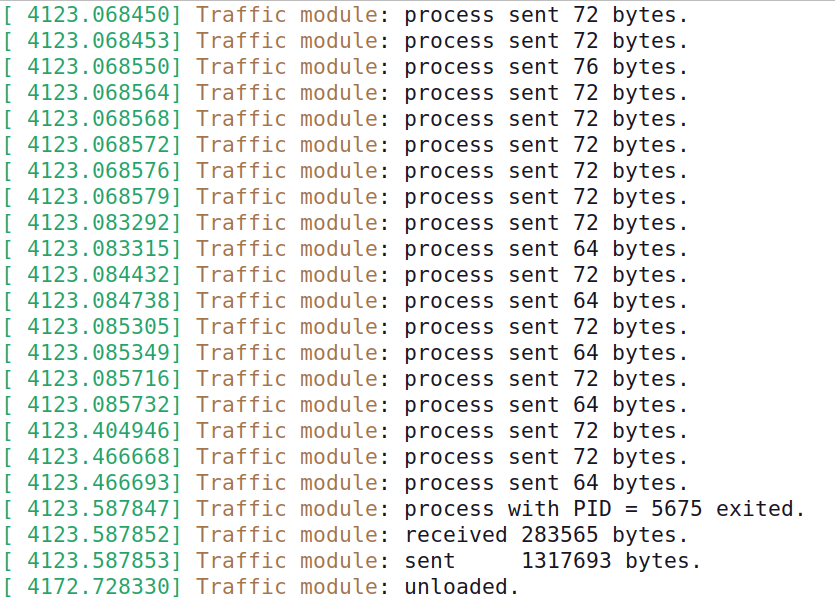 [ 4123.068450] Traffic module: process sent 72 bytes.
[ 4123.068453] Traffic module: process sent 72 bytes.
[ 4123.068550] Traffic module: process sent 76 bytes.
[ 4123.068564] Traffic module: process sent 72 bytes.
[ 4123.068568] Traffic module: process sent 72 bytes.
[ 4123.068572] Traffic module: process sent 72 bytes.
[ 4123.068576] Traffic module: process sent 72 bytes.
[ 4123.068579] Traffic module: process sent 72 bytes.
[ 4123.083292] Traffic module: process sent 72 bytes.
[ 4123.083315] Traffic module: process sent 64 bytes.
[ 4123.084432] Traffic module: process sent 72 bytes.
[ 4123.084738] Traffic module: process sent 64 bytes.
[ 4123.085305] Traffic module: process sent 72 bytes.
[ 4123.085349] Traffic module: process sent 64 bytes.
[ 4123.085716] Traffic module: process sent 72 bytes.
[ 4123.085732] Traffic module: process sent 64 bytes.
[ 4123.404946] Traffic module: process sent 72 bytes.
[ 4123.466668] Traffic module: process sent 72 bytes.
[ 4123.466693] Traffic module: process sent 64 bytes.
[ 4123.587847] Traffic module: process with PID = 5675 exited.
[ 4123.587852] Traffic module: received 283565 bytes.
[ 4123.587853] Traffic module: sent     1317693 bytes.
[ 4172.728330] Traffic module: unloaded.